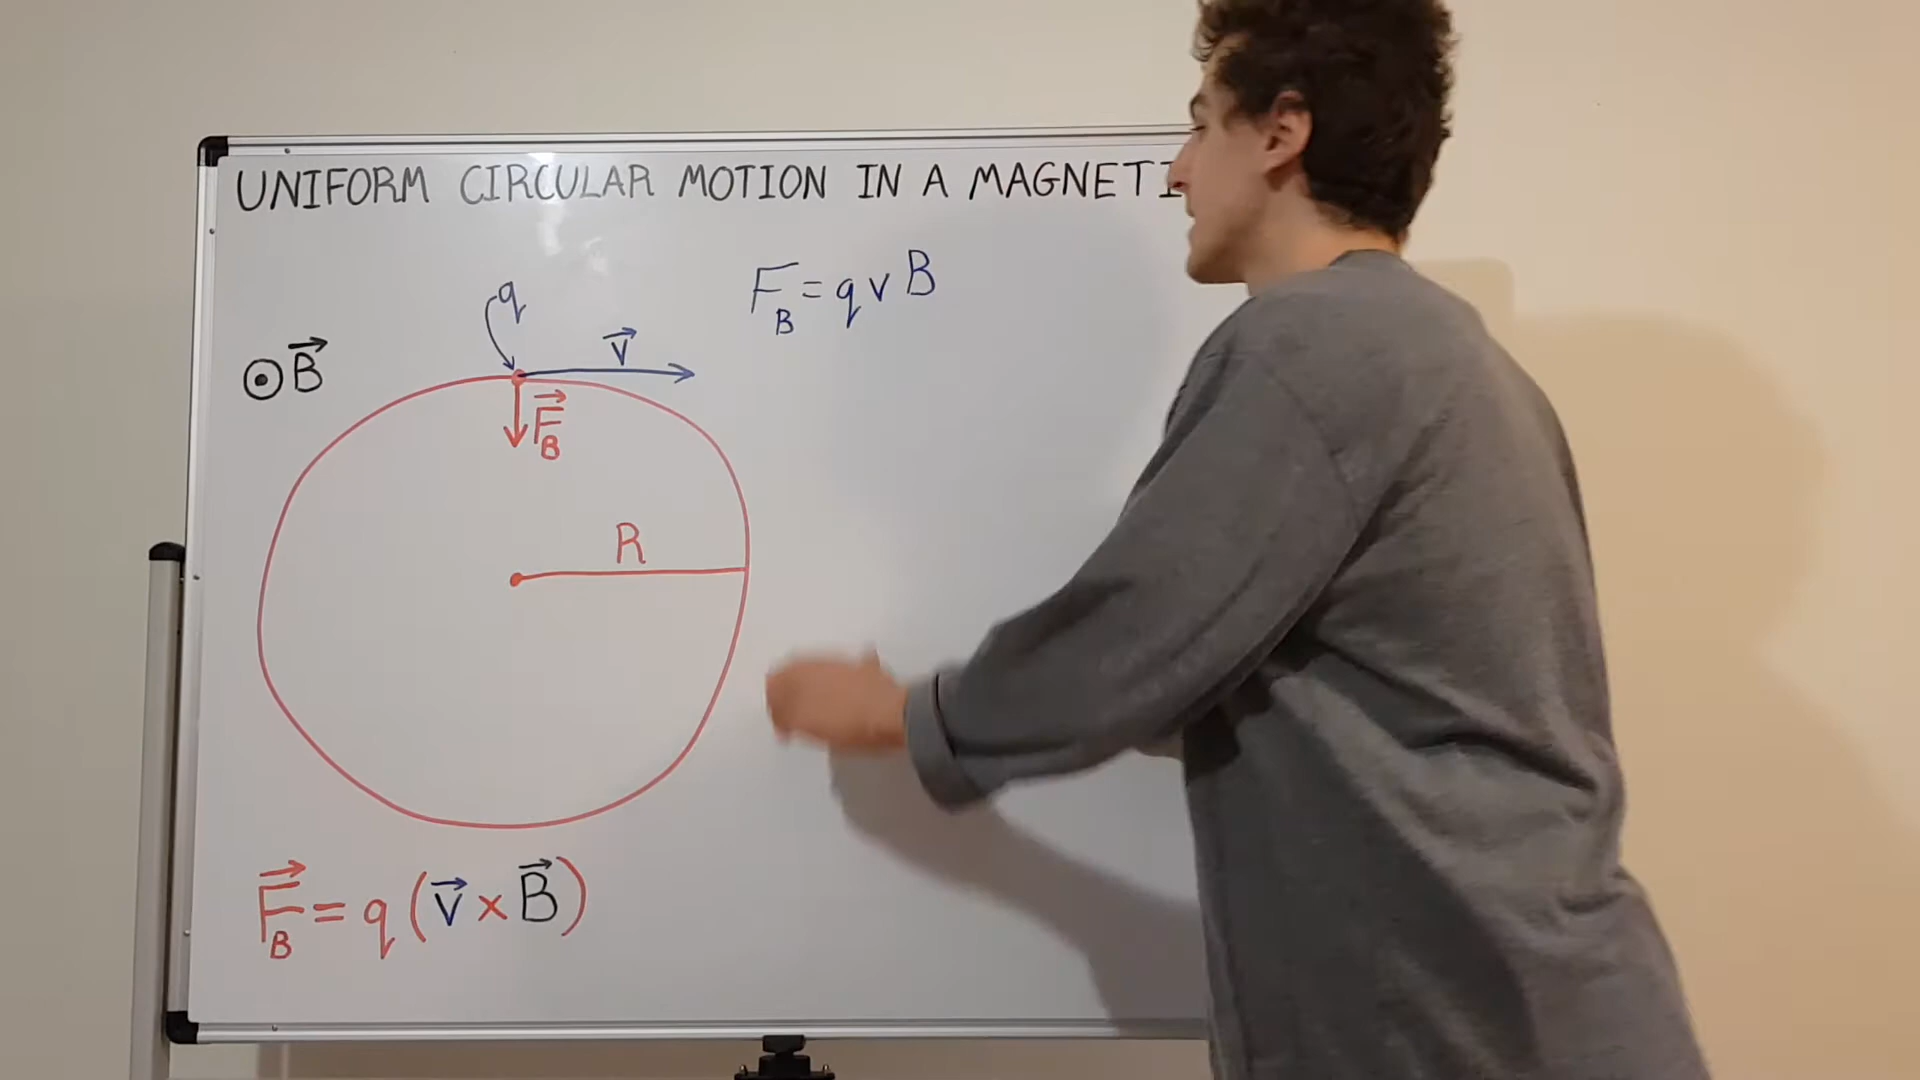 UNIFORM CIRCULAR MOTION IN A MAGNETI
F_B = q v B
q
v⃗
⊙ B⃗
F⃗_B
R
F⃗_B = q (v⃗ × B⃗)